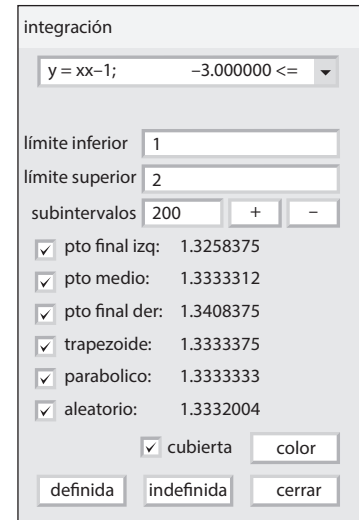 integración
y = xx–1; –3.000000 <=
límite inferior 1
límite superior 2
subintervalos 200 + –
pto final izq: 1.3258375
pto medio: 1.3333312
pto final der: 1.3408375
trapezoide: 1.3333375
parabolico: 1.3333333
aleatorio: 1.3332004
cubierta color
definida indefinida cerrar